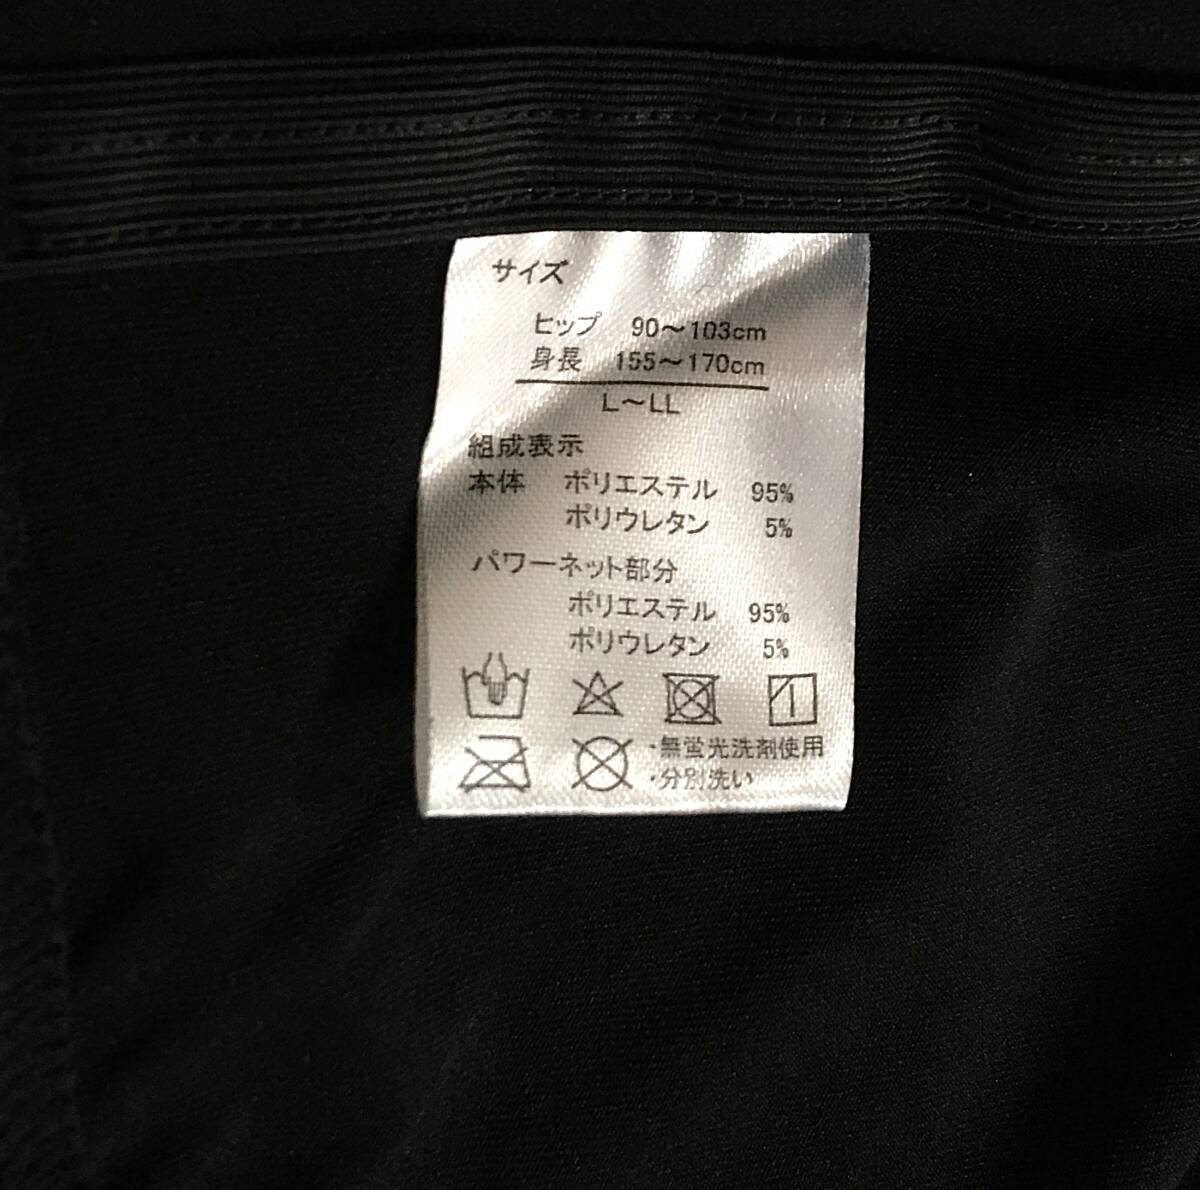 サイズ
ヒップ 90～103cm
身長 155～170cm
L～LL
組成表示
本体 ポリエステル 95%
ポリウレタン 5%
パワーネット部分
ポリエステル 95%
ポリウレタン 5%
・無蛍光洗剤使用
・分別洗い